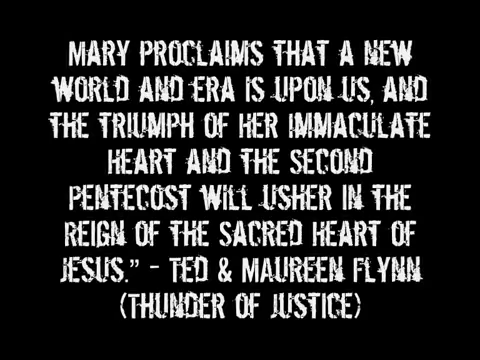 MARY PROCLAIMS THAT A NEW
WORLD AND ERA IS UPON US, AND
THE TRIUMPH OF HER IMMACULATE
HEART AND THE SECOND
PENTECOST WILL USHER IN THE
REIGN OF THE SACRED HEART OF
JESUS.” - TED & MAUREEN FLYNN
(THUNDER OF JUSTICE)